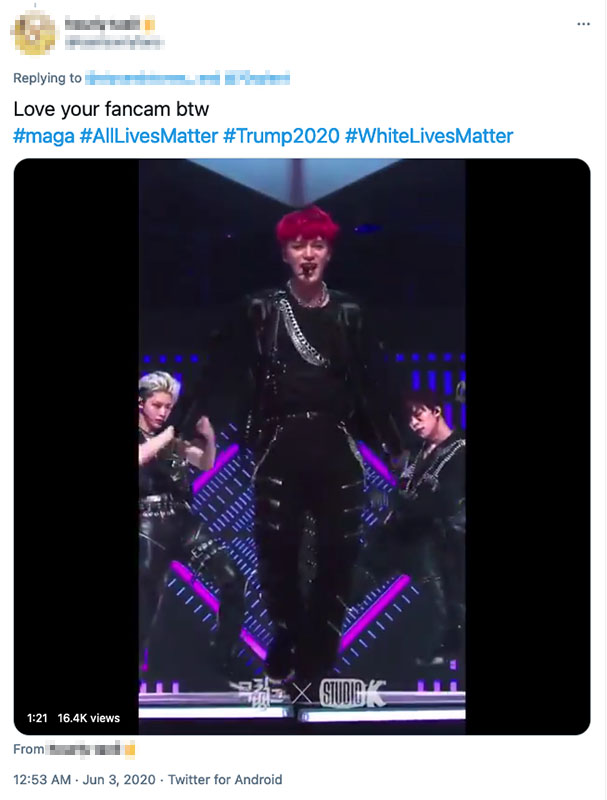 Replying to
Love your fancam btw
#maga #AllLivesMatter #Trump2020 #WhiteLivesMatter
STUDIO K
1:21 16.4K views
From
12:53 AM · Jun 3, 2020 · Twitter for Android